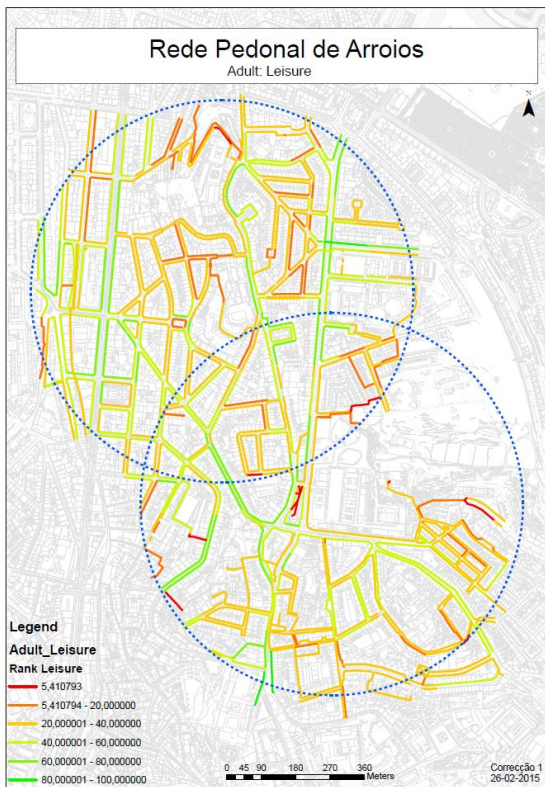 Rede Pedonal de Arroios
Adult: Leisure
N
Legend
Adult_Leisure
Rank Leisure
5,410793
5,410794 - 20,000000
20,000001 - 40,000000
40,000001 - 60,000000
60,000001 - 80,000000
80,000001 - 100,000000
0 45 90 180 270 360
Meters
Correcção 1
26-02-2015